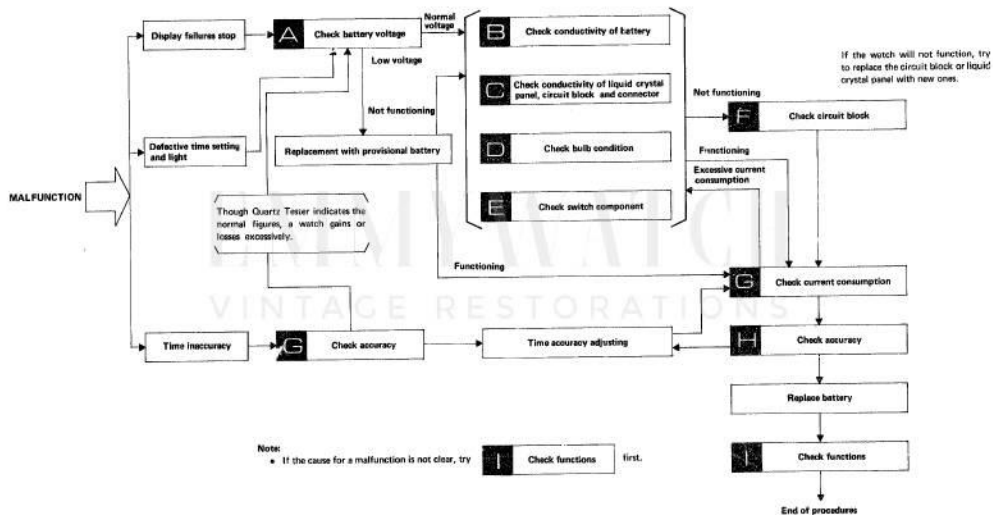 MALFUNCTION
Display failures stop
A
Check battery voltage
Normal
voltage
Low voltage
Not functioning
Replacement with provisional battery
Defective time setting
and light
Though Quartz Tester indicates the
normal figures, a watch gains or
losses excessively.
Time inaccuracy
G
Check accuracy
Time accuracy adjusting
B
Check conductivity of battery
C
Check conductivity of liquid crystal
panel, circuit block and connector
D
Check bulb condition
E
Check switch component
Not functioning
Functioning
Excessive current
consumption
Functioning
If the watch will not function, try
to replace the circuit block or liquid
crystal panel with new ones.
F
Check circuit block
G
Check current consumption
H
Check accuracy
Replace battery
I
Check functions
End of procedures
Note:
• If the cause for a malfunction is not clear, try
I
Check functions
first.
EMMYWATCH
VINTAGE RESTORATIONS